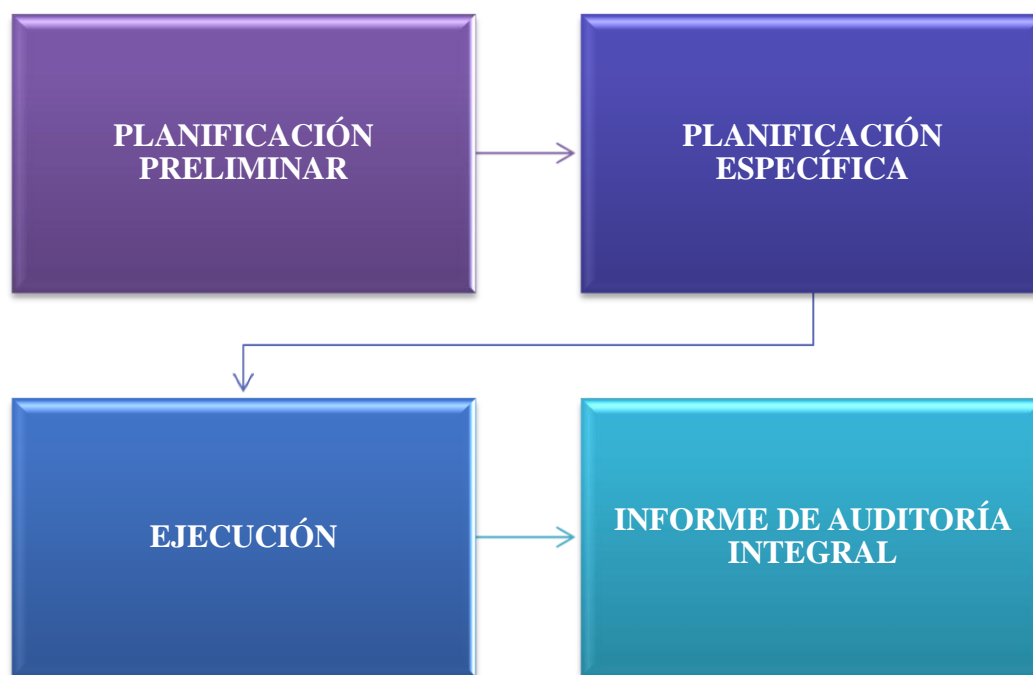 PLANIFICACIÓN
PRELIMINAR
PLANIFICACIÓN
ESPECÍFICA
EJECUCIÓN
INFORME DE AUDITORÍA
INTEGRAL